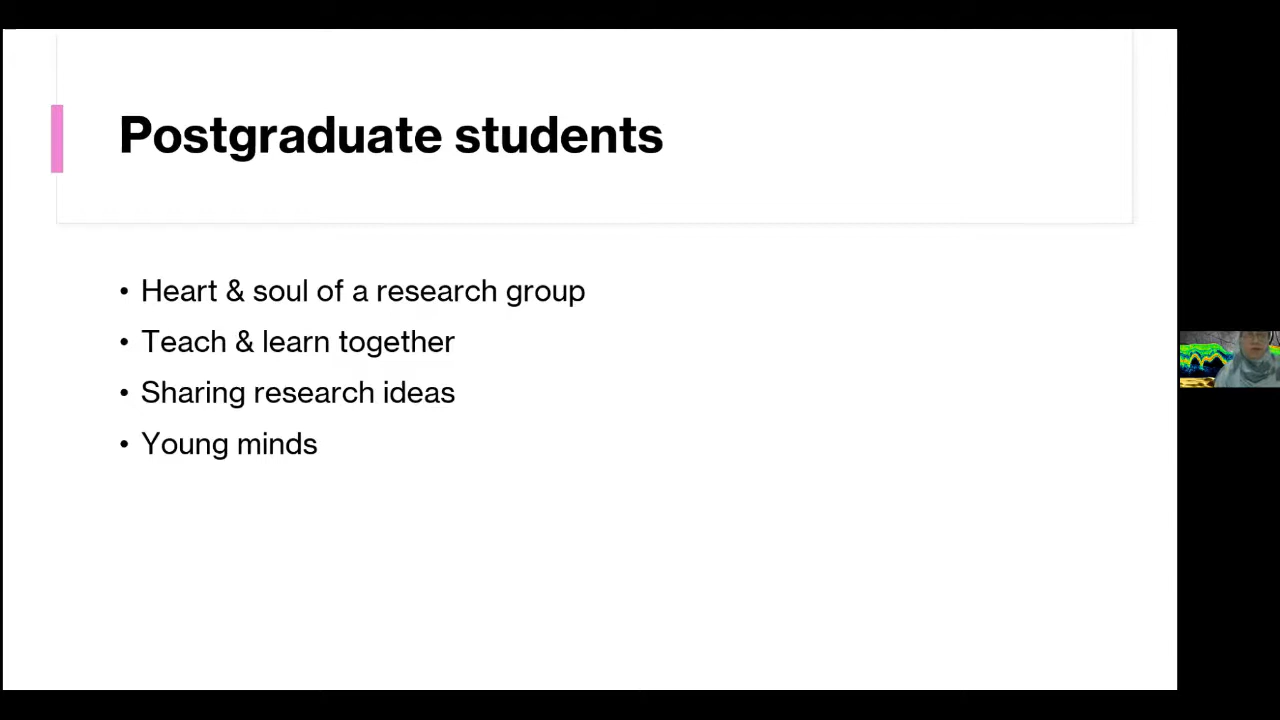 Postgraduate students
• Heart & soul of a research group
• Teach & learn together
• Sharing research ideas
• Young minds